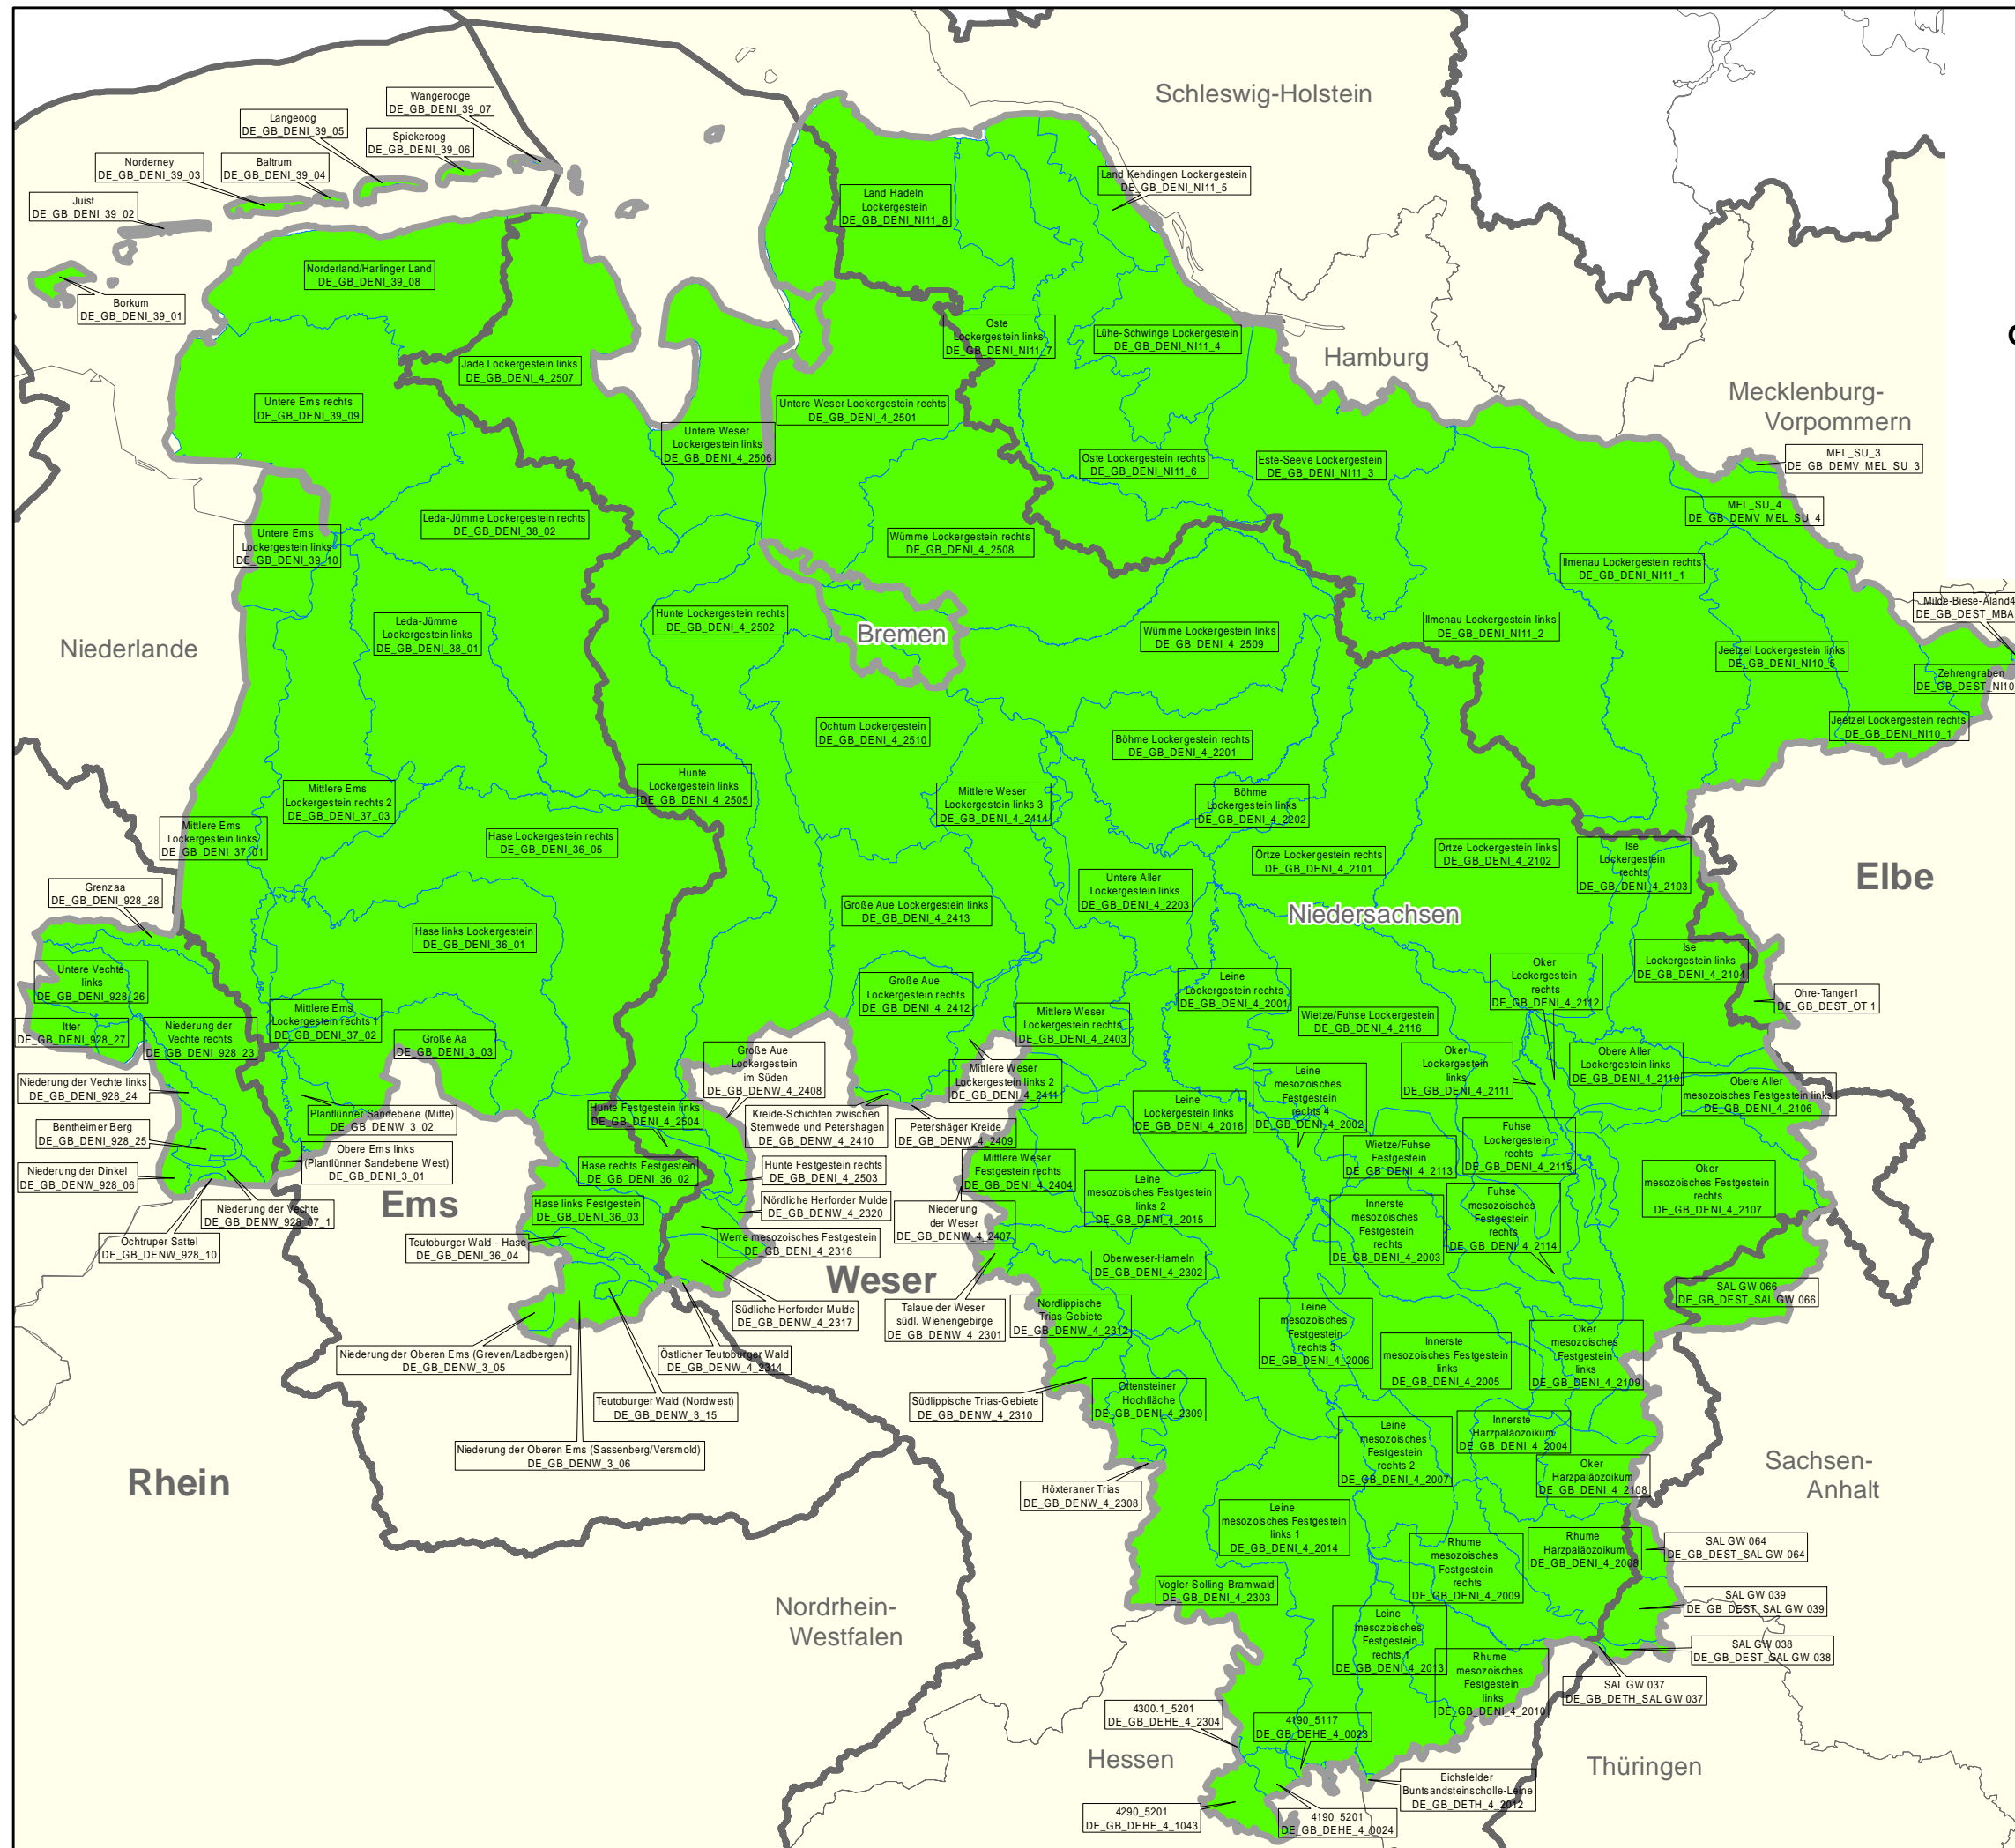 Schleswig-Holstein
Wangerooge
DE_GB_DENI_39_07
Langeoog
DE_GB_DENI_39_05
Spiekeroog
DE_GB_DENI_39_06
Norderney
DE_GB_DENI_39_03
Baltrum
DE_GB_DENI_39_04
Juist
DE_GB_DENI_39_02
Borkum
DE_GB_DENI_39_01
Land Hadeln
Lockergestein
DE_GB_DENI_NI11_8
Land Kehdingen Lockergestein
DE_GB_DENI_NI11_5
Norderland/Harlinger Land
DE_GB_DENI_39_08
Oste
Lockergestein links
DE_GB_DENI_NI11_7
Lühe-Schwinge Lockergestein
DE_GB_DENI_NI11_4
Hamburg
Mecklenburg-
Vorpommern
Jade Lockergestein links
DE_GB_DENI_4_2507
Untere Ems rechts
DE_GB_DENI_39_09
Untere Weser Lockergestein rechts
DE_GB_DENI_4_2501
Untere Weser
Lockergestein links
DE_GB_DENI_4_2506
Oste Lockergestein rechts
DE_GB_DENI_NI11_6
Este-Seeve Lockergestein
DE_GB_DENI_NI11_3
MEL_SU_3
DE_GB_DEMV_MEL_SU_3
MEL_SU_4
DE_GB_DEMV_MEL_SU_4
Leda-Jümme Lockergestein rechts
DE_GB_DENI_38_02
Untere Ems
Lockergestein links
DE_GB_DENI_39_10
Wümme Lockergestein rechts
DE_GB_DENI_4_2508
Ilmenau Lockergestein rechts
DE_GB_DENI_NI11_1
Milde-Biese-Aland4
DE_GB_DEST_MBA
Niederlande
Leda-Jümme
Lockergestein links
DE_GB_DENI_38_01
Hunte Lockergestein rechts
DE_GB_DENI_4_2502
Bremen
Wümme Lockergestein links
DE_GB_DENI_4_2509
Ilmenau Lockergestein links
DE_GB_DENI_NI11_2
Jeetzel Lockergestein links
DE_GB_DENI_NI10_5
Zehrengraben
DE_GB_DEST_NI10
Jeetzel Lockergestein rechts
DE_GB_DENI_NI10_1
Ochtum Lockergestein
DE_GB_DENI_4_2510
Böhme Lockergestein rechts
DE_GB_DENI_4_2201
Mittlere Ems
Lockergestein rechts 2
DE_GB_DENI_37_03
Hunte
Lockergestein links
DE_GB_DENI_4_2505
Mittlere Weser
Lockergestein links 3
DE_GB_DENI_4_2414
Böhme
Lockergestein links
DE_GB_DENI_4_2202
Mittlere Ems
Lockergestein links
DE_GB_DENI_37_01
Hase Lockergestein rechts
DE_GB_DENI_36_05
Örtze Lockergestein rechts
DE_GB_DENI_4_2101
Örtze Lockergestein links
DE_GB_DENI_4_2102
Ise
Lockergestein
rechts
DE_GB_DENI_4_2103
Elbe
Grenzaa
DE_GB_DENI_928_28
Untere Aller
Lockergestein links
DE_GB_DENI_4_2203
Große Aue Lockergestein links
DE_GB_DENI_4_2413
Niedersachsen
Hase links Lockergestein
DE_GB_DENI_36_01
Ise
Lockergestein links
DE_GB_DENI_4_2104
Untere Vechte
links
DE_GB_DENI_928_26
Große Aue
Lockergestein rechts
DE_GB_DENI_4_2412
Leine
Lockergestein rechts
DE_GB_DENI_4_2001
Oker
Lockergestein
rechts
DE_GB_DENI_4_2112
Ohre-Tanger1
DE_GB_DEST_OT 1
Itter
DE_GB_DENI_928_27
Niederung der
Vechte rechts
DE_GB_DENI_928_23
Mittlere Ems
Lockergestein rechts 1
DE_GB_DENI_37_02
Große Aa
DE_GB_DENI_3_03
Mittlere Weser
Lockergestein rechts
DE_GB_DENI_4_2403
Wietze/Fuhse Lockergestein
DE_GB_DENI_4_2116
Oker
Lockergestein
links
DE_GB_DENI_4_2111
Obere Aller
Lockergestein links
DE_GB_DENI_4_2110
Obere Aller
mesozoisches Festgestein links
DE_GB_DENI_4_2106
Niederung der Vechte links
DE_GB_DENI_928_24
Große Aue
Lockergestein
im Süden
DE_GB_DENW_4_2408
Mittlere Weser
Lockergestein links 2
DE_GB_DENI_4_2411
Leine
mesozoisches
Festgestein
rechts 4
DE_GB_DENI_4_2002
Leine
Lockergestein links
DE_GB_DENI_4_2016
Plantlünner Sandebene (Mitte)
DE_GB_DENW_3_02
Hunte Festgestein links
DE_GB_DENI_4_2504
Kreide-Schichten zwischen
Stemwede und Petershagen
DE_GB_DENW_4_2410
Petershäger Kreide
DE_GB_DENW_4_2409
Bentheimer Berg
DE_GB_DENI_928_25
Obere Ems links
(Plantlünner Sandebene West)
DE_GB_DENI_3_01
Wietze/Fuhse
Festgestein
DE_GB_DENI_4_2113
Fuhse
Lockergestein
rechts
DE_GB_DENI_4_2115
Niederung der Dinkel
DE_GB_DENW_928_06
Hase rechts Festgestein
DE_GB_DENI_36_02
Hunte Festgestein rechts
DE_GB_DENI_4_2503
Mittlere Weser
Festgestein rechts
DE_GB_DENI_4_2404
Leine
mesozoisches Festgestein
links 2
DE_GB_DENI_4_2015
Oker
mesozoisches Festgestein
rechts
DE_GB_DENI_4_2107
Niederung der Vechte
DE_GB_DENW_928_07_1
Ems
Hase links Festgestein
DE_GB_DENI_36_03
Nördliche Herforder Mulde
DE_GB_DENW_4_2320
Niederung
der Weser
DE_GB_DENW_4_2407
Innerste
mesozoisches
Festgestein
rechts
DE_GB_DENI_4_2003
Fuhse
mesozoisches
Festgestein
rechts
DE_GB_DENI_4_2114
Ochtruper Sattel
DE_GB_DENW_928_10
Teutoburger Wald - Hase
DE_GB_DENI_36_04
Werre mesozoisches Festgestein
DE_GB_DENI_4_2318
Weser
Oberweser-Hameln
DE_GB_DENI_4_2302
SAL GW 066
DE_GB_DEST_SAL GW 066
Südliche Herforder Mulde
DE_GB_DENW_4_2317
Talaue der Weser
südl. Wiehengebirge
DE_GB_DENW_4_2301
Nordlippische
Trias-Gebiete
DE_GB_DENW_4_2312
Leine
mesozoisches
Festgestein
rechts 3
DE_GB_DENI_4_2006
Innerste
mesozoisches Festgestein
links
DE_GB_DENI_4_2005
Oker
mesozoisches
Festgestein
links
DE_GB_DENI_4_2109
Niederung der Oberen Ems (Greven/Ladbergen)
DE_GB_DENW_3_05
Östlicher Teutoburger Wald
DE_GB_DENW_4_2314
Teutoburger Wald (Nordwest)
DE_GB_DENW_3_15
Südlippische Trias-Gebiete
DE_GB_DENW_4_2310
Ottensteiner
Hochfläche
DE_GB_DENI_4_2309
Niederung der Oberen Ems (Sassenberg/Versmold)
DE_GB_DENW_3_06
Leine
mesozoisches
Festgestein
rechts 2
DE_GB_DENI_4_2007
Innerste
Harzpaläozoikum
DE_GB_DENI_4_2004
Oker
Harzpaläozoikum
DE_GB_DENI_4_2108
Sachsen-
Anhalt
Rhein
Höxteraner Trias
DE_GB_DENW_4_2308
Leine
mesozoisches Festgestein
links 1
DE_GB_DENI_4_2014
Rhume
mesozoisches
Festgestein
rechts
DE_GB_DENI_4_2009
Rhume
Harzpaläozoikum
DE_GB_DENI_4_2008
SAL GW 064
DE_GB_DEST_SAL GW 064
Vogler-Solling-Bramwald
DE_GB_DENI_4_2303
SAL GW 039
DE_GB_DEST_SAL GW 039
Nordrhein-
Westfalen
Leine
mesozoisches
Festgestein
rechts 1
DE_GB_DENI_4_2013
Rhume
mesozoisches
Festgestein
links
DE_GB_DENI_4_2010
SAL GW 038
DE_GB_DEST_SAL GW 038
SAL GW 037
DE_GB_DETH_SAL GW 037
4300.1_5201
DE_GB_DEHE_4_2304
4190_5117
DE_GB_DEHE_4_0023
Hessen
Thüringen
Eichsfelder
Buntsandsteinscholle-Leine
DE_GB_DETH_4_2012
4290_5201
DE_GB_DEHE_4_1043
4190_5201
DE_GB_DEHE_4_0024